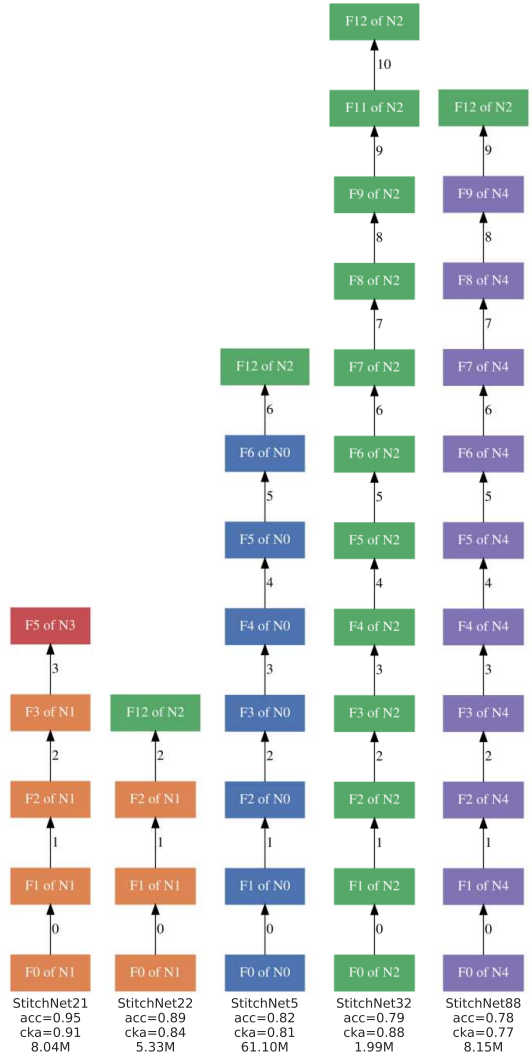 F12 of N2
10
F11 of N2
F12 of N2
9
9
F9 of N2
F9 of N4
8
8
F8 of N2
F8 of N4
7
7
F12 of N2
F7 of N2
F7 of N4
6
6
6
F6 of N0
F6 of N2
F6 of N4
5
5
5
F5 of N0
F5 of N2
F5 of N4
4
4
4
F5 of N3
F4 of N0
F4 of N2
F4 of N4
3
3
3
3
F3 of N1
F12 of N2
F3 of N0
F3 of N2
F3 of N4
2
2
2
2
2
F2 of N1
F2 of N1
F2 of N0
F2 of N2
F2 of N4
1
1
1
1
1
F1 of N1
F1 of N1
F1 of N0
F1 of N2
F1 of N4
0
0
0
0
0
F0 of N1
F0 of N1
F0 of N0
F0 of N2
F0 of N4
StitchNet21
acc=0.95
cka=0.91
8.04M
StitchNet22
acc=0.89
cka=0.84
5.33M
StitchNet5
acc=0.82
cka=0.81
61.10M
StitchNet32
acc=0.79
cka=0.88
1.99M
StitchNet88
acc=0.78
cka=0.77
8.15M